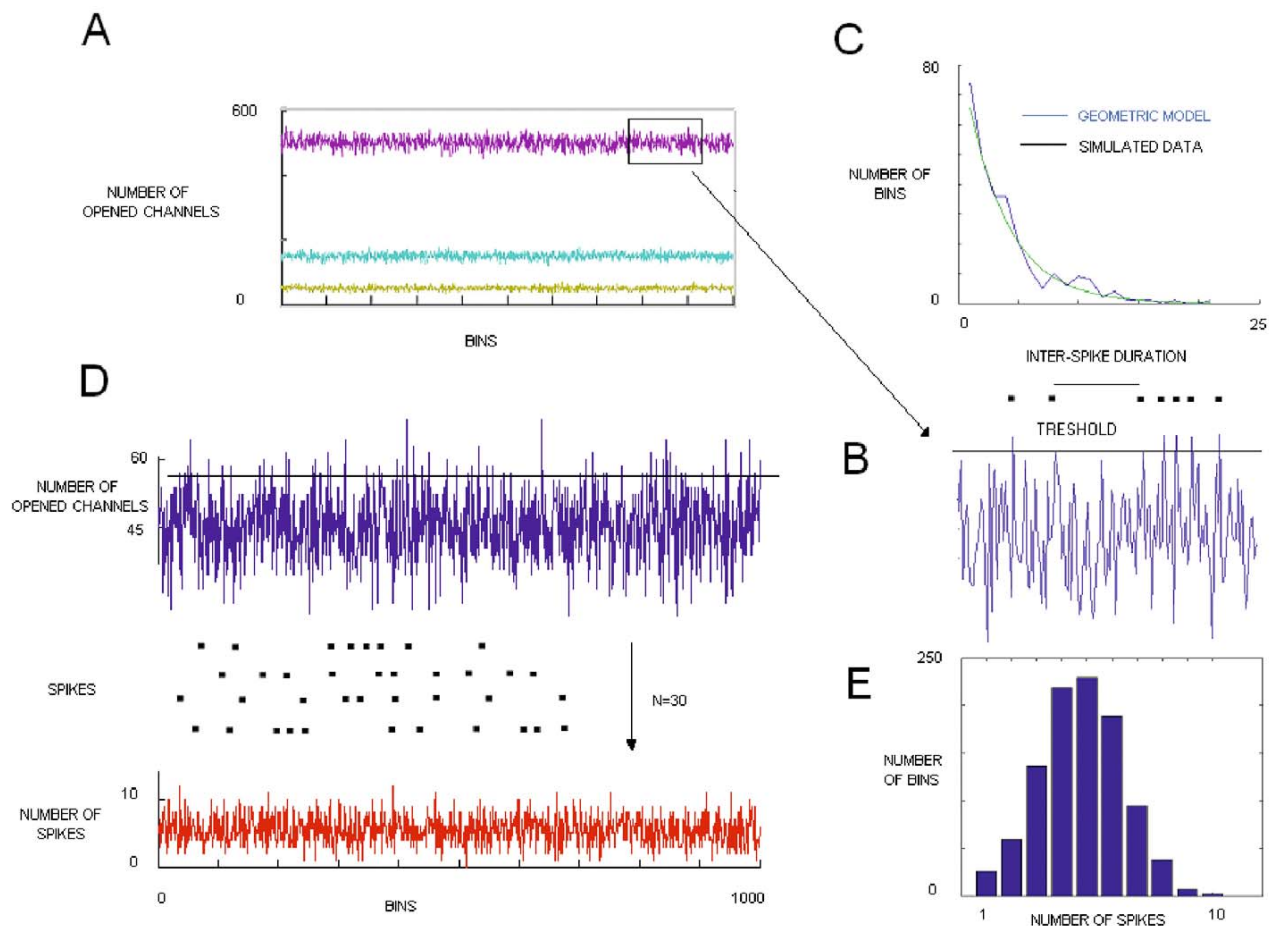 A
600
NUMBER OF
OPENED CHANNELS
0
BINS
C
80
GEOMETRIC MODEL
SIMULATED DATA
NUMBER OF
BINS
0
0
25
INTER-SPIKE DURATION
TRESHOLD
B
D
60
NUMBER OF
OPENED CHANNELS
45
SPIKES
N=30
10
NUMBER OF
SPIKES
0
0
BINS
1000
E
250
NUMBER
OF BINS
0
1
NUMBER OF SPIKES
10